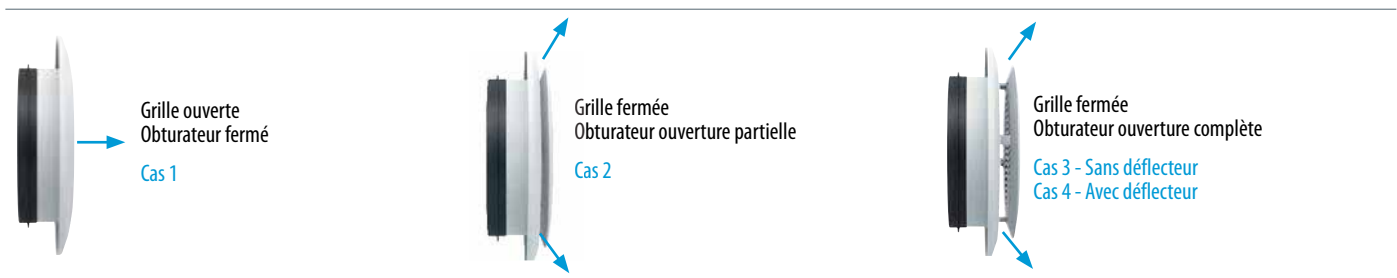 Grille ouverte
Obturateur fermé
Cas 1
Grille fermée
Obturateur ouverture partielle
Cas 2
Grille fermée
Obturateur ouverture complète
Cas 3 - Sans déflecteur
Cas 4 - Avec déflecteur